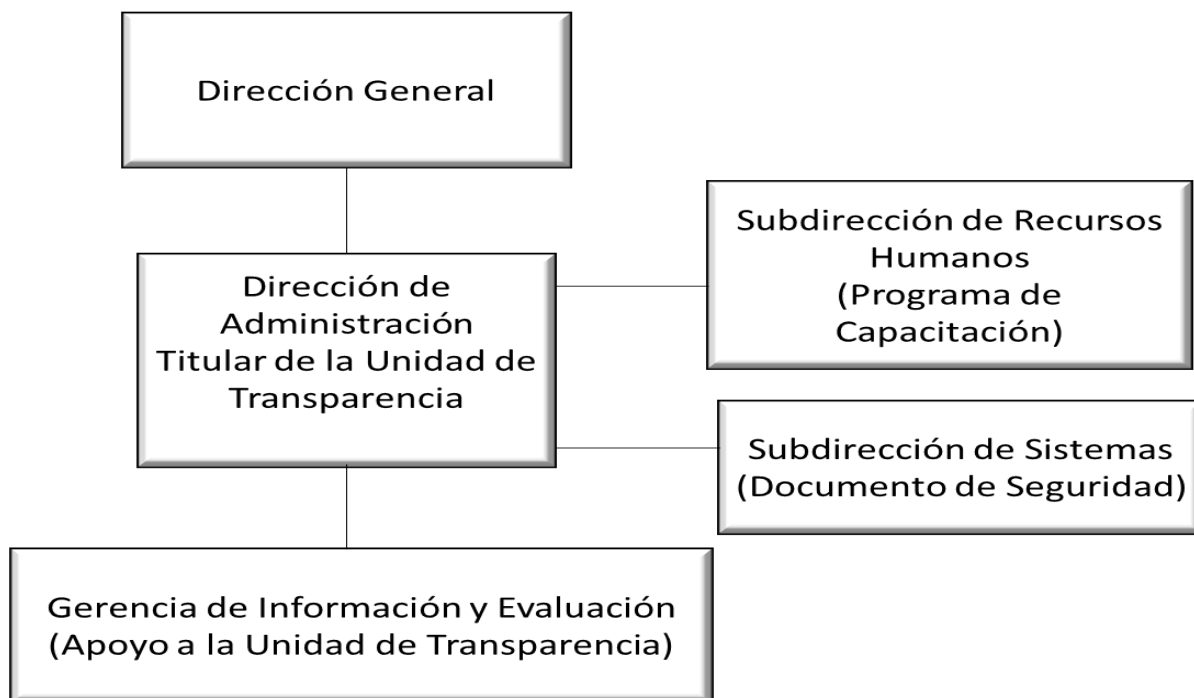 Dirección General
Subdirección de Recursos
Humanos
(Programa de
Capacitación)
Dirección de
Administración
Titular de la Unidad de
Transparencia
Subdirección de Sistemas
(Documento de Seguridad)
Gerencia de Información y Evaluación
(Apoyo a la Unidad de Transparencia)